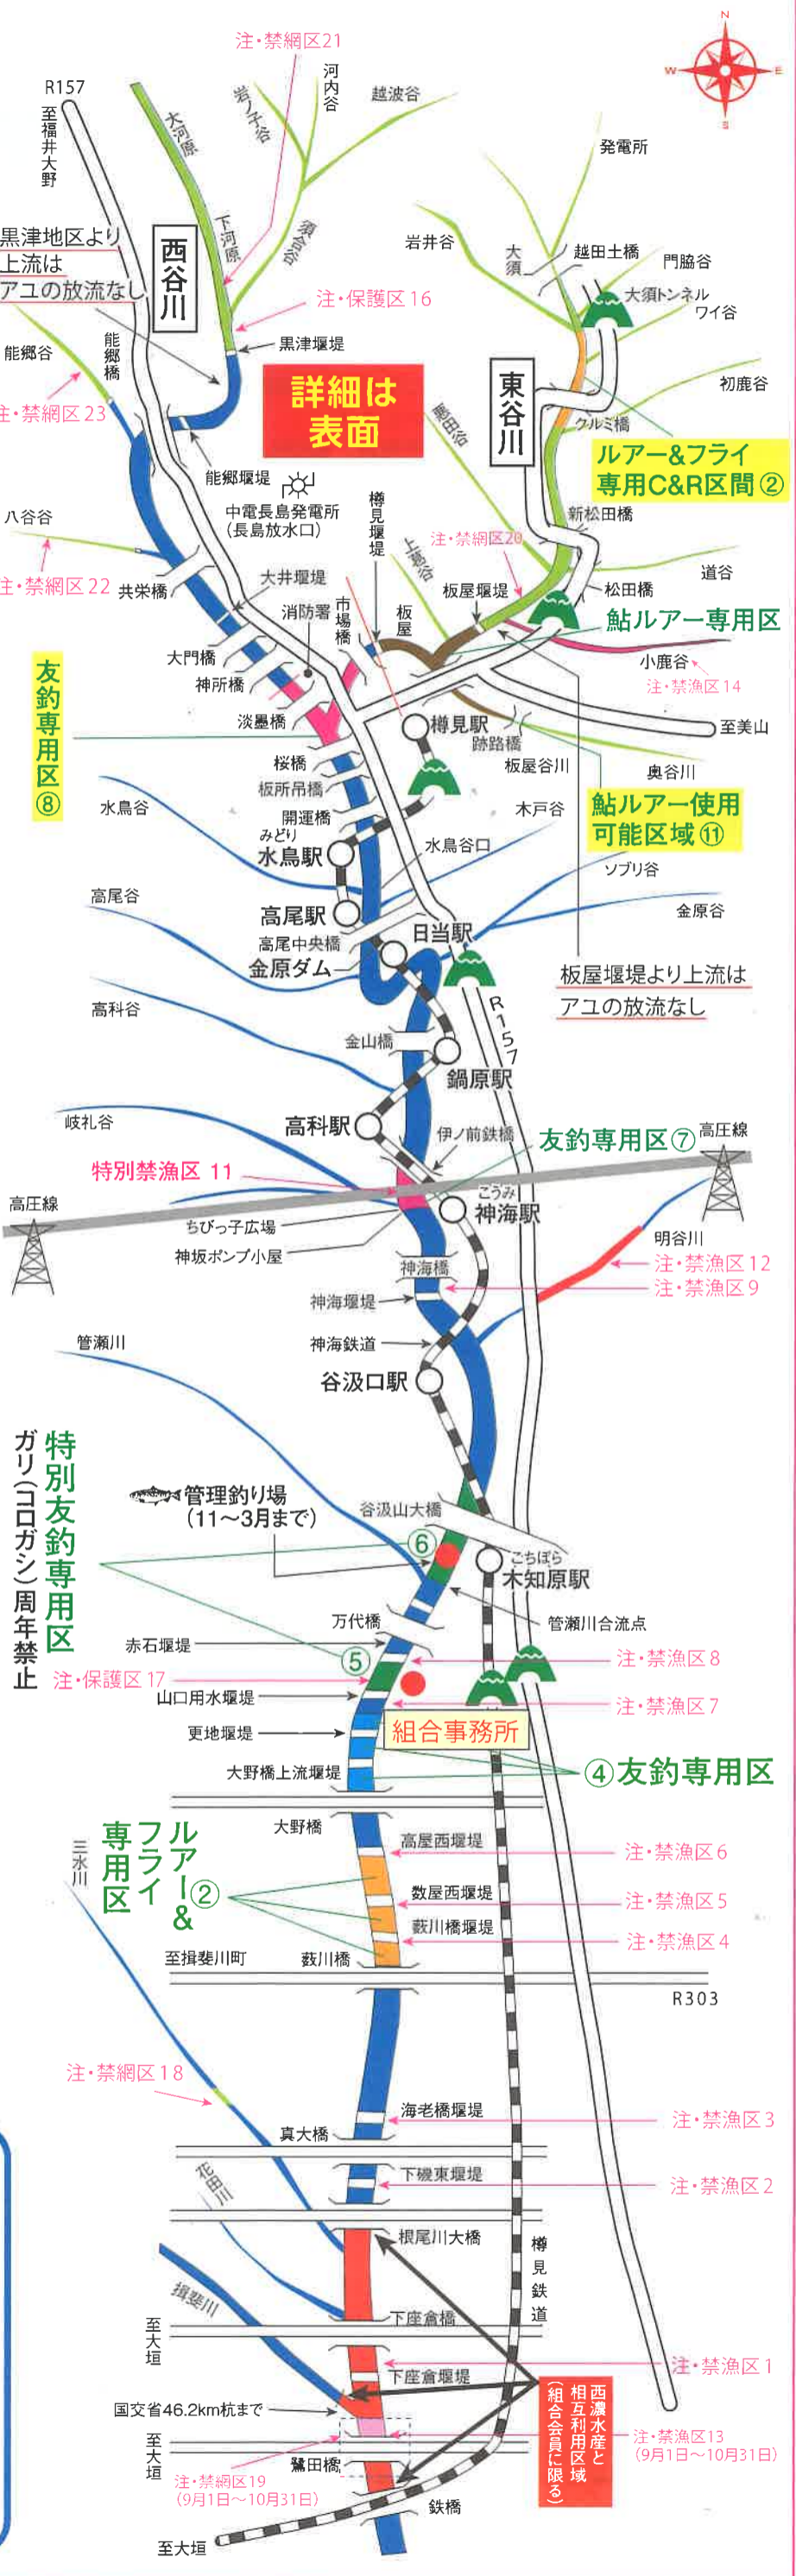 N
W
E
S
注・禁網区21
R157
至福井大野
大河原
岩ノ子谷
河内谷
越波谷
発電所
下河原
須合谷
岩井谷
大須
越田土橋
門脇谷
大須トンネル
ワイ谷
黒津地区より
上流は
アユの放流なし
西谷川
注・保護区16
能郷谷
能郷橋
黒津堰堤
東谷川
初鹿谷
注・禁網区23
詳細は
表面
クルミ橋
ルアー&フライ
専用C&R区間②
能郷堰堤
中電長島発電所
(長島放水口)
樽見堰堤
新松田橋
八谷谷
注・禁網区20
上葛谷
道谷
注・禁網区22
共栄橋
大井堰堤
消防署
市場橋
板屋
板屋堰堤
松田橋
鮎ルアー専用区
大門橋
神所橋
小鹿谷
注・禁漁区14
友釣専用区⑧
淡墨橋
樽見駅
跡路橋
至美山
桜橋
板所吊橋
板屋谷川
奥谷川
水鳥谷
開運橋
木戸谷
鮎ルアー使用
可能区域⑪
みどり
水鳥駅
水鳥谷口
ソブリ谷
高尾谷
高尾駅
金原谷
高尾中央橋
日当駅
金原ダム
板屋堰堤より上流は
アユの放流なし
高科谷
R157
金山橋
鍋原駅
岐礼谷
高科駅
伊ノ前鉄橋
友釣専用区⑦
高圧線
特別禁漁区 11
高圧線
こうみ
神海駅
ちびっ子広場
神坂ポンプ小屋
明谷川
神海橋
注・禁漁区12
注・禁漁区9
神海堰堤
管瀬川
神海鉄道
谷汲口駅
特別友釣専用区
ガリ(コロガシ)周年禁止
管理釣り場
(11〜3月まで)
谷汲山大橋
⑥
こちぼら
木知原駅
万代橋
管瀬川合流点
赤石堰堤
⑤
注・禁漁区8
注・保護区17
山口用水堰堤
注・禁漁区7
更地堰堤
組合事務所
大野橋上流堰堤
④友釣専用区
大野橋
ルアー&
フライ
専用区
②
三水川
高屋西堰堤
注・禁漁区6
数屋西堰堤
注・禁漁区5
藪川橋堰堤
注・禁漁区4
至揖斐川町
藪川橋
R303
注・禁網区18
海老橋堰堤
注・禁漁区3
真大橋
花田川
下磯東堰堤
注・禁漁区2
根尾川大橋
樽見鉄道
揖斐川
至大垣
下座倉橋
注・禁漁区1
下座倉堰堤
国交省46.2km杭まで
西濃水産と
相互利用区域
(組合会員に限る)
至大垣
注・禁漁区13
(9月1日〜10月31日)
鷺田橋
注・禁網区19
(9月1日〜10月31日)
鉄橋
至大垣